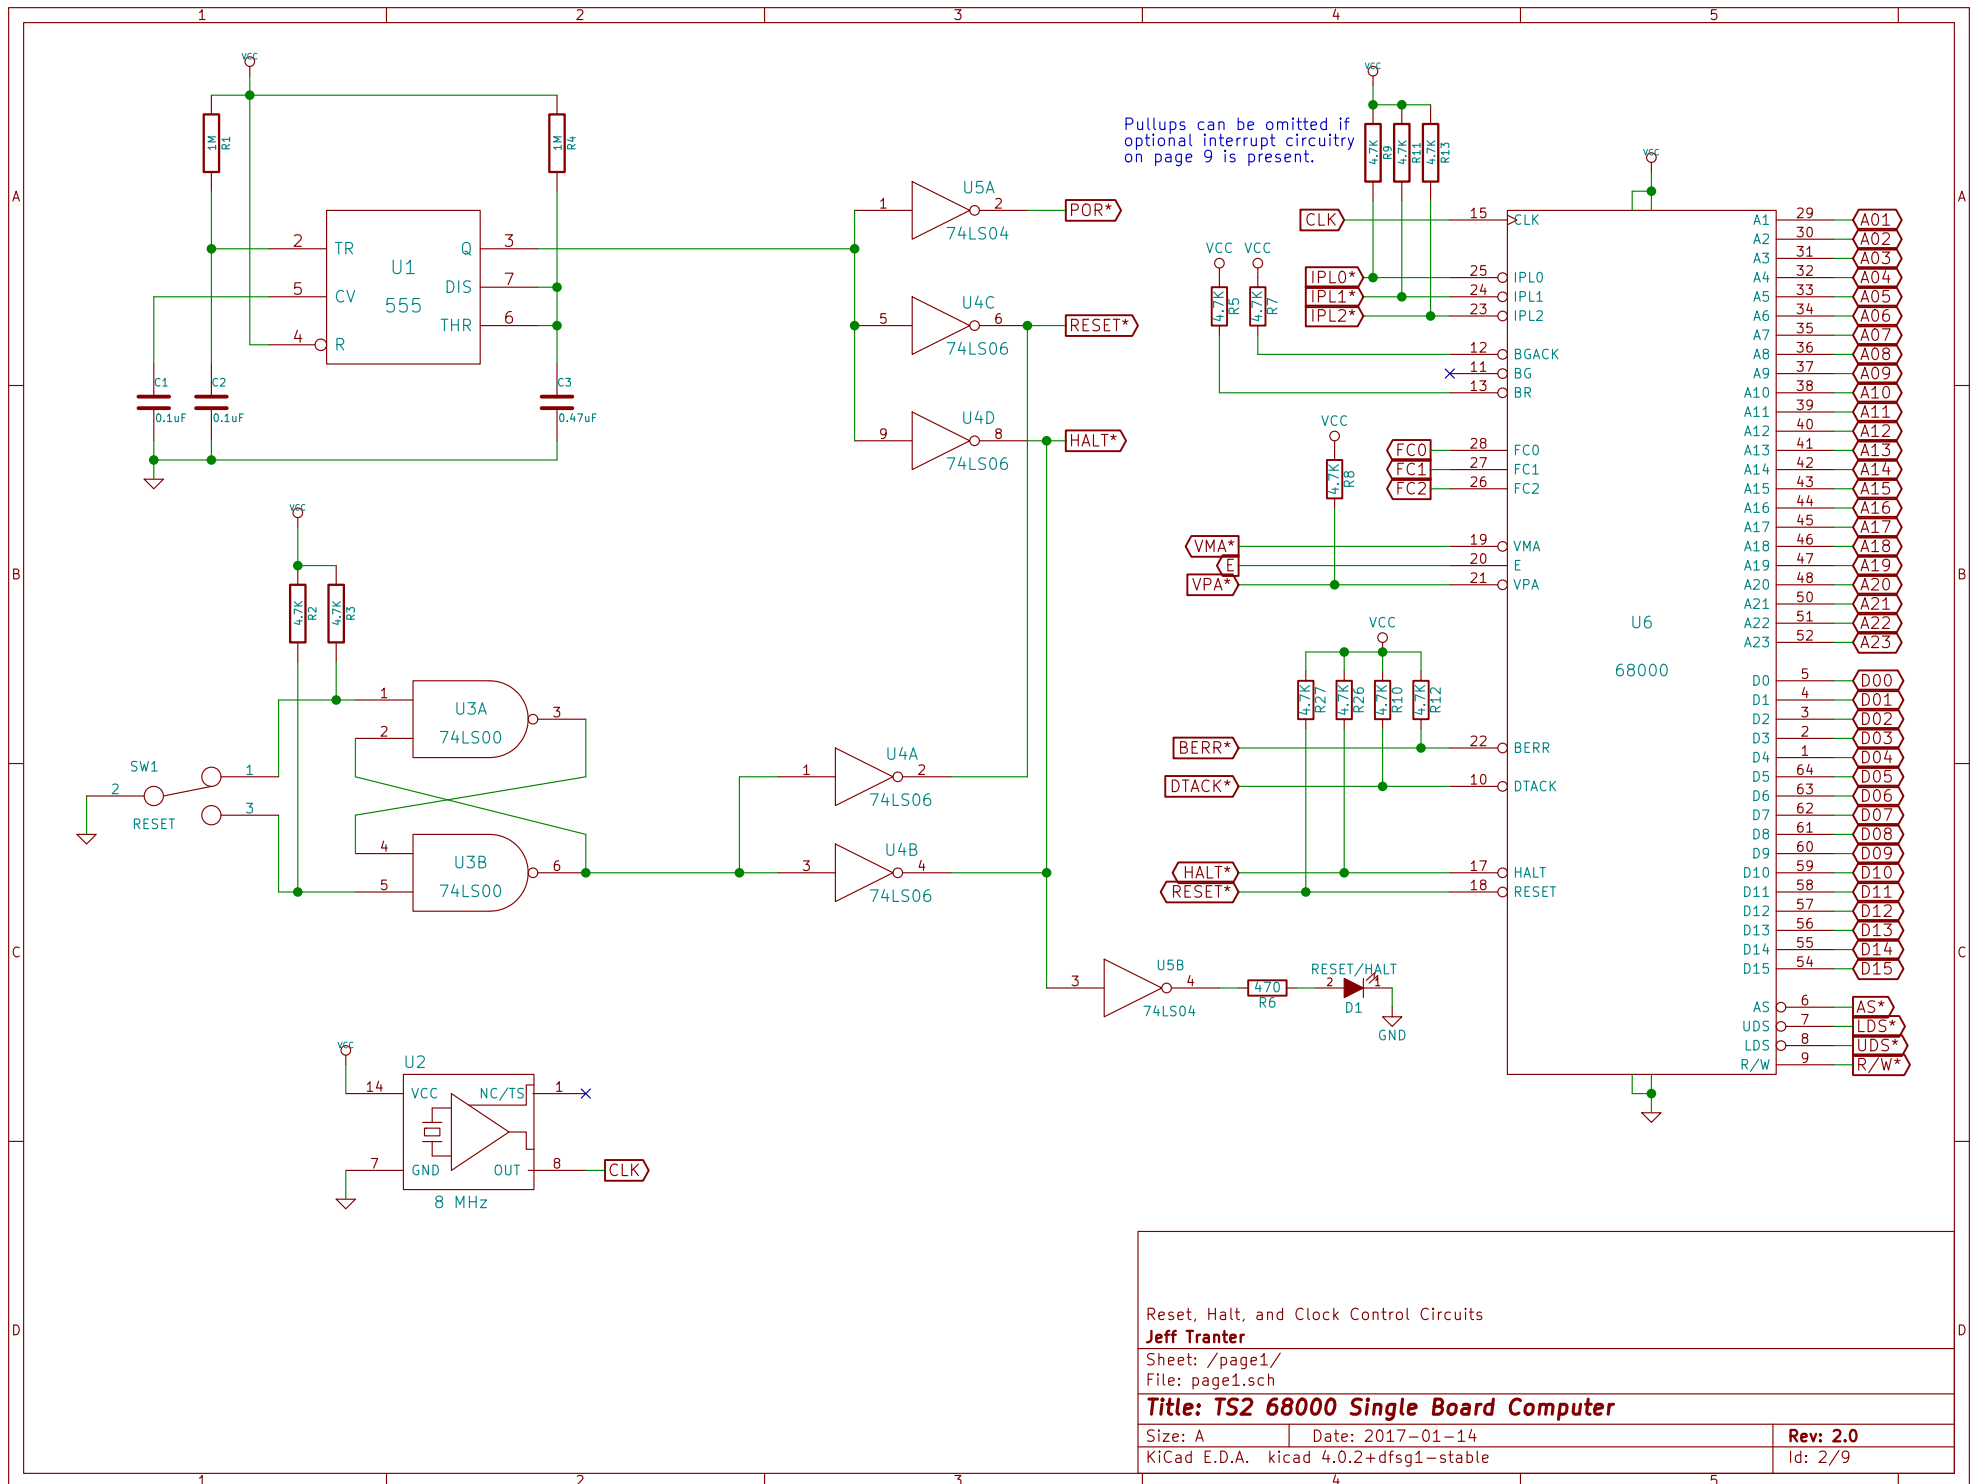 1 2 3 4 5
A
B
C
D
A
B
C
D
1 2 3 4 5
VCC
1M R1
1M R4
2 TR
5 CV
4 R
U1
555
Q 3
DIS 7
THR 6
C1
0.1uF
C2
0.1uF
C3
0.47uF
VCC
4.7K R2
4.7K R3
SW1
2
1
3
RESET
1
2
U3A
74LS00
3
4
5
U3B
74LS00
6
VCC
U2
14 VCC
NC/TS 1
7 GND
OUT 8
CLK
8 MHz
1 U5A 2
74LS04
POR*
5 U4C 6
74LS06
RESET*
9 U4D 8
74LS06
HALT*
1 U4A 2
74LS06
3 U4B 4
74LS06
3 U5B 4
74LS04
470
R6
RESET/HALT
2 1
D1
GND
Pullups can be omitted if
optional interrupt circuitry
on page 9 is present.
VCC
4.7K R9
4.7K R11
4.7K R13
VCC VCC
4.7K R5
4.7K R7
VCC
4.7K R8
VCC
4.7K R27
4.7K R26
4.7K R10
4.7K R12
VCC
U6
68000
CLK 15 CLK
IPL0* 25 IPL0
IPL1* 24 IPL1
IPL2* 23 IPL2
12 BGACK
11 BG
13 BR
FC0 28 FC0
FC1 27 FC1
FC2 26 FC2
VMA* 19 VMA
E 20 E
VPA* 21 VPA
BERR* 22 BERR
DTACK* 10 DTACK
HALT* 17 HALT
RESET* 18 RESET
A1 29 A01
A2 30 A02
A3 31 A03
A4 32 A04
A5 33 A05
A6 34 A06
A7 35 A07
A8 36 A08
A9 37 A09
A10 38 A10
A11 39 A11
A12 40 A12
A13 41 A13
A14 42 A14
A15 43 A15
A16 44 A16
A17 45 A17
A18 46 A18
A19 47 A19
A20 48 A20
A21 50 A21
A22 51 A22
A23 52 A23
D0 5 D00
D1 4 D01
D2 3 D02
D3 2 D03
D4 1 D04
D5 64 D05
D6 63 D06
D7 62 D07
D8 61 D08
D9 60 D09
D10 59 D10
D11 58 D11
D12 57 D12
D13 56 D13
D14 55 D14
D15 54 D15
AS 6 AS*
UDS 7 LDS*
LDS 8 UDS*
R/W 9 R/W*
Reset, Halt, and Clock Control Circuits
Jeff Tranter
Sheet: /page1/
File: page1.sch
Title: TS2 68000 Single Board Computer
Size: A Date: 2017-01-14 Rev: 2.0
KiCad E.D.A. kicad 4.0.2+dfsg1-stable Id: 2/9